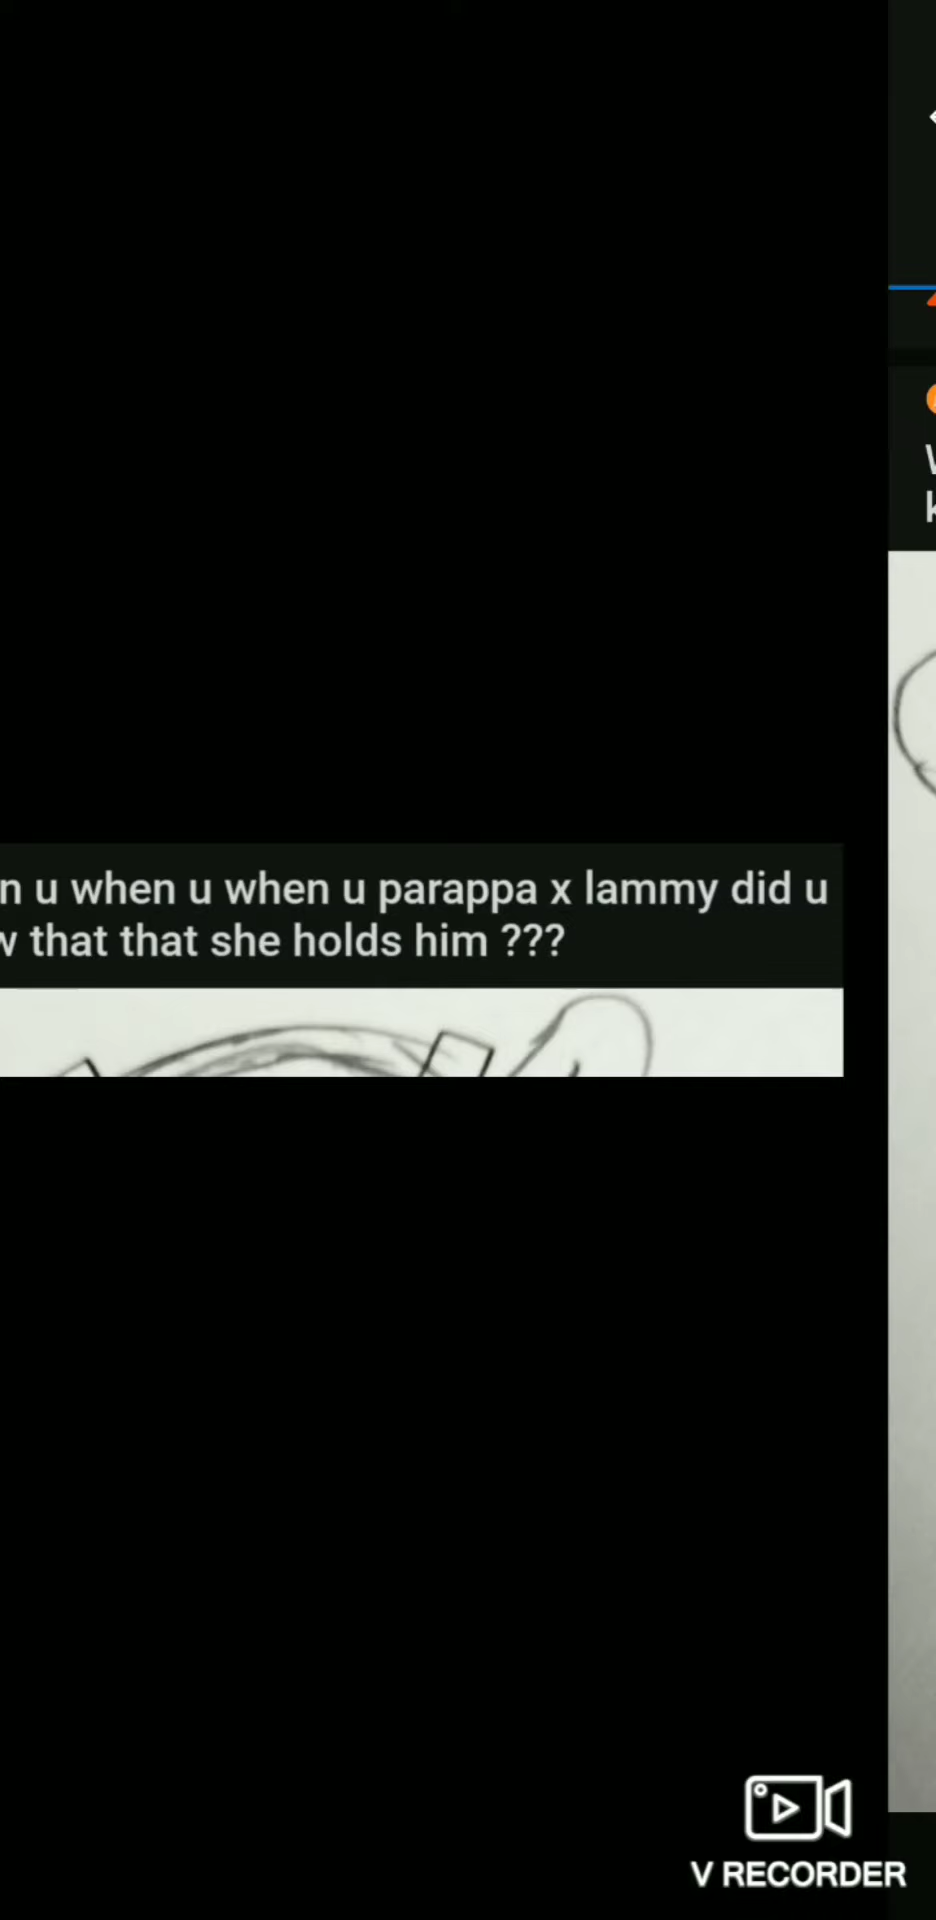 n u when u when u parappa x lammy did u
that that she holds him ???
V RECORDER